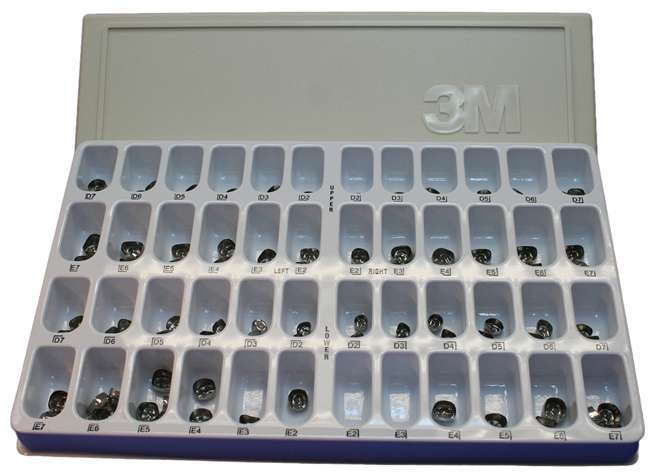 3M
D7 D6 D5 D4 D3 D2 D2 D3 D4 D5 D6 D7
UPPER
E7 E6 E5 E4 E3 LEFT E2 E2 RIGHT E3 E4 E5 E6 E7
D7 D6 D5 D4 D3 D2 D2 D3 D4 D5 D6 D7
LOWER
E7 E6 E5 E4 E3 E2 E2 E3 E4 E5 E6 E7